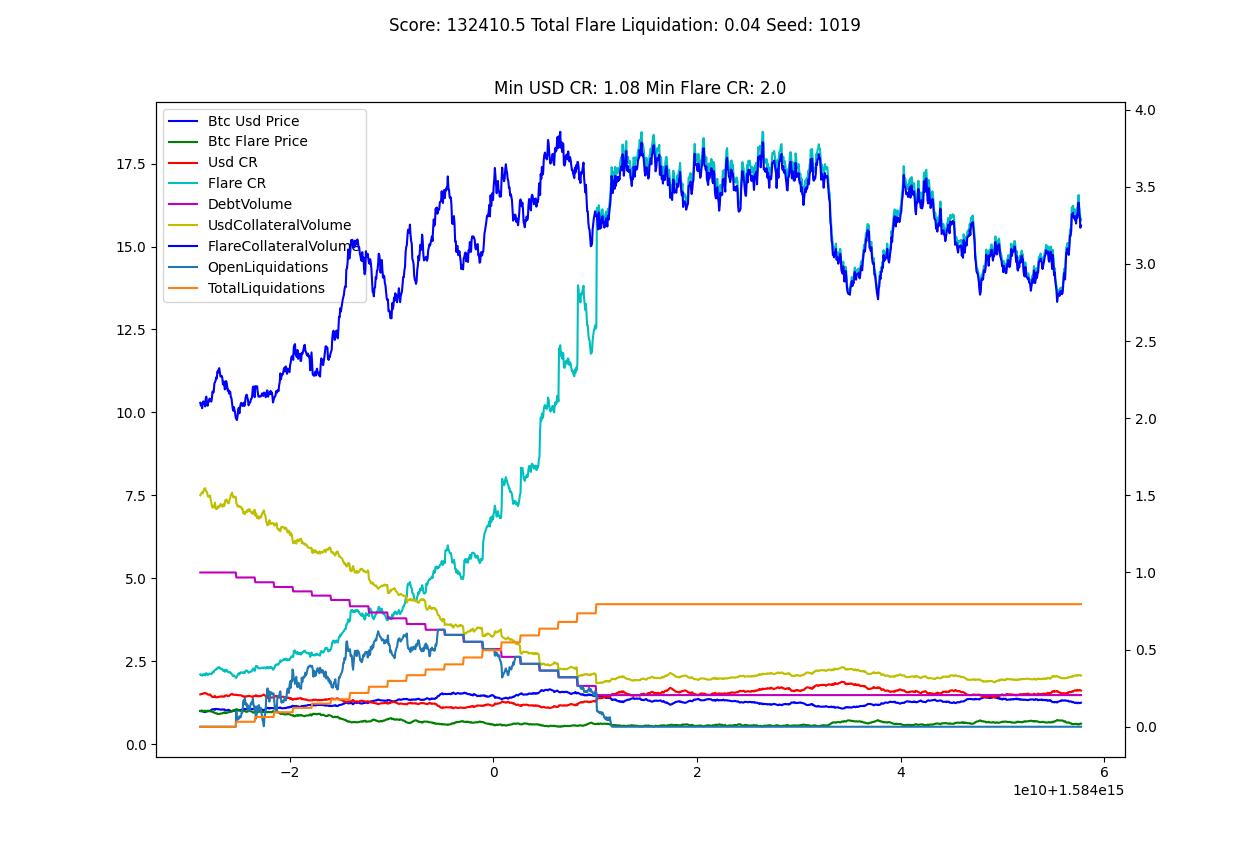 Score: 132410.5 Total Flare Liquidation: 0.04 Seed: 1019
Min USD CR: 1.08 Min Flare CR: 2.0
Btc Usd Price
Btc Flare Price
Usd CR
Flare CR
DebtVolume
UsdCollateralVolume
FlareCollateralVolume
OpenLiquidations
TotalLiquidations
17.5
15.0
12.5
10.0
7.5
5.0
2.5
0.0
4.0
3.5
3.0
2.5
2.0
1.5
1.0
0.5
0.0
−2
0
2
4
6
1e10+1.584e15